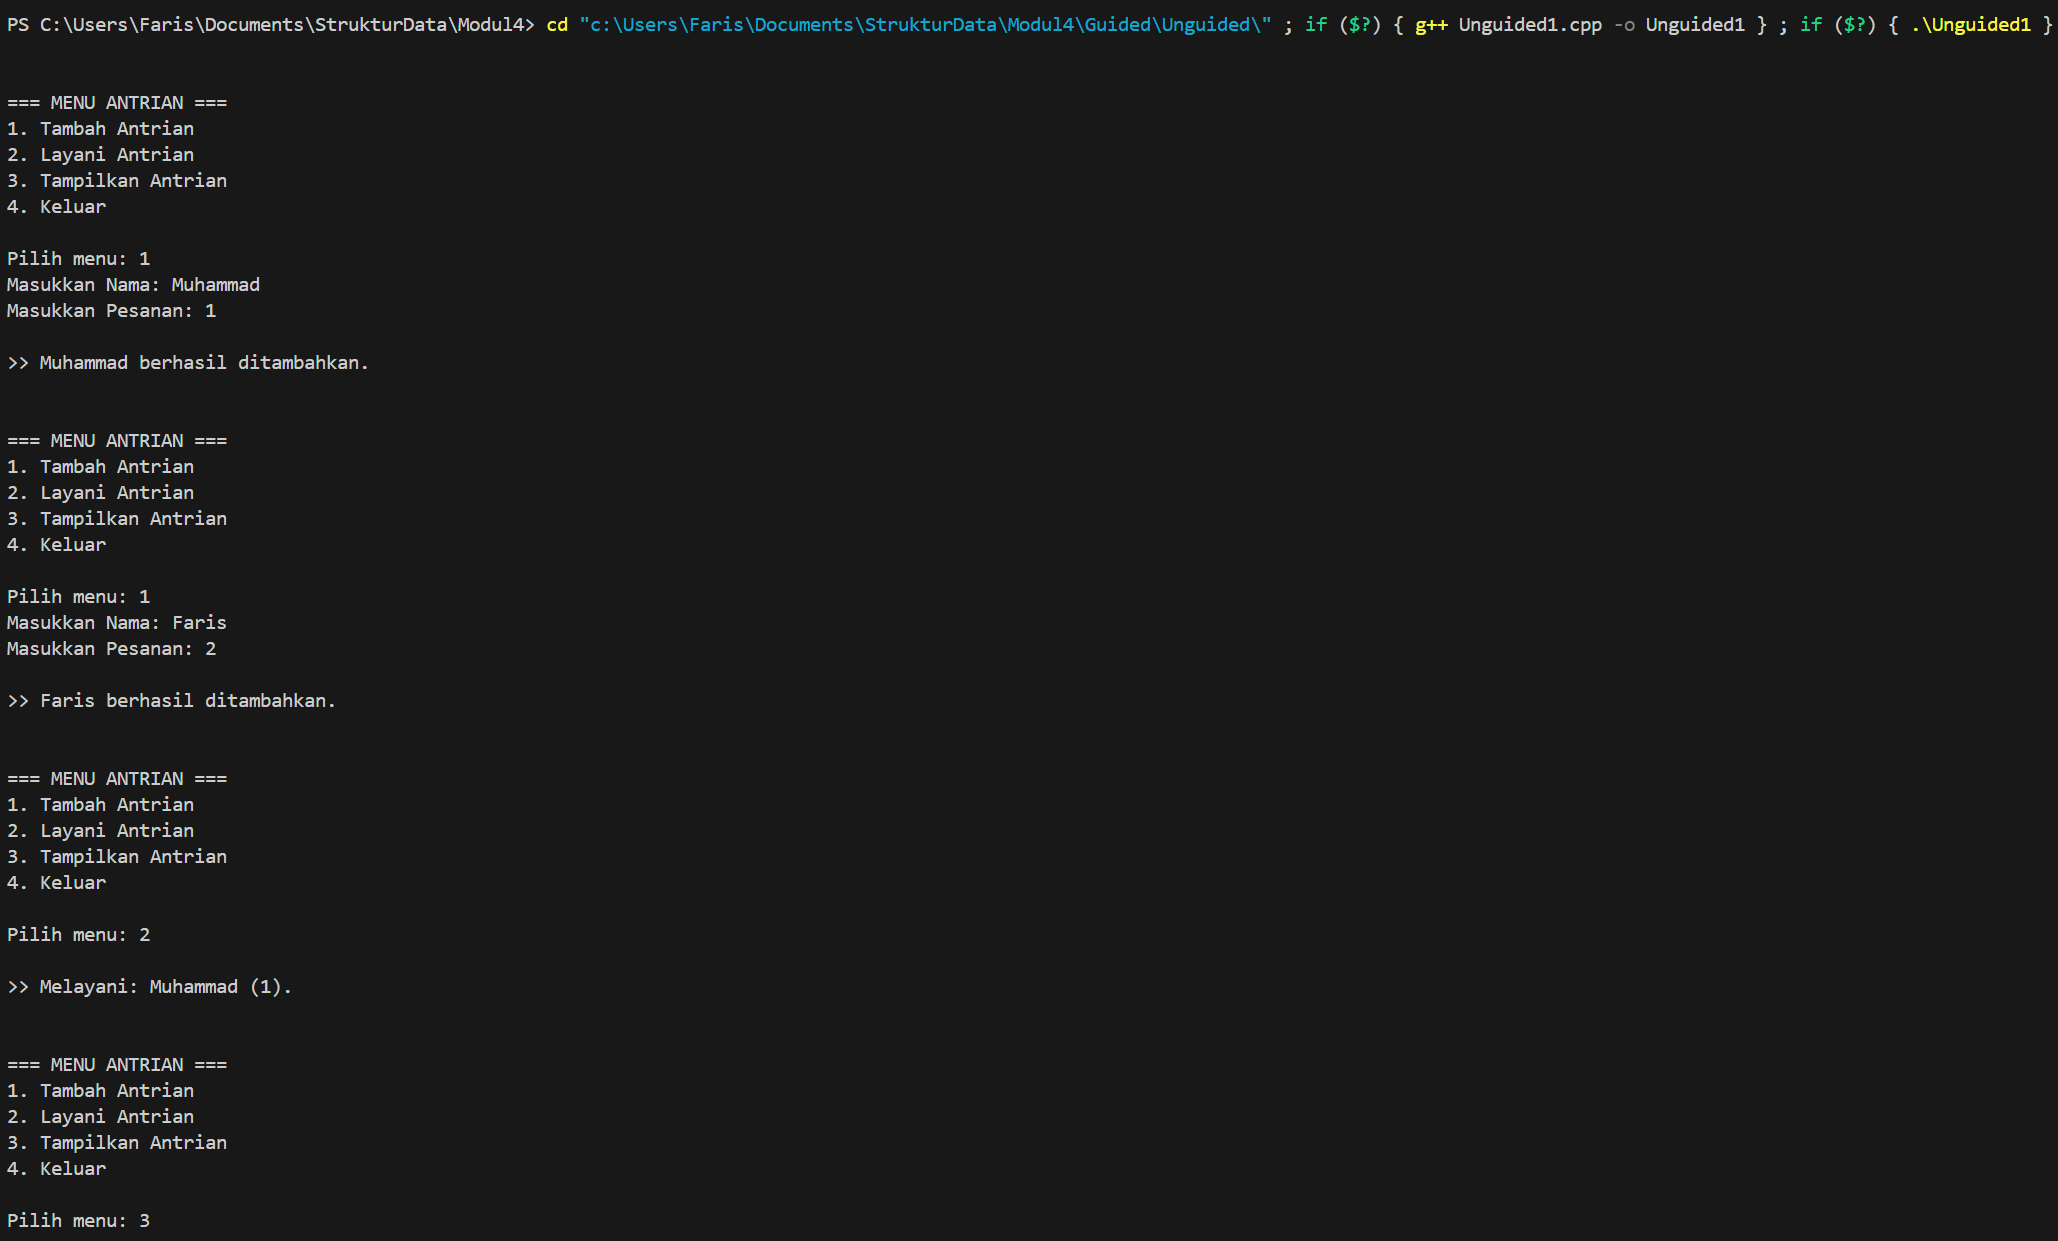 PS C:\Users\Faris\Documents\StrukturData\Modul4> cd "c:\Users\Faris\Documents\StrukturData\Modul4\Guided\Unguided\" ; if ($?) { g++ Unguided1.cpp -o Unguided1 } ; if ($?) { .\Unguided1 }
=== MENU ANTRIAN ===
1. Tambah Antrian
2. Layani Antrian
3. Tampilkan Antrian
4. Keluar
Pilih menu: 1
Masukkan Nama: Muhammad
Masukkan Pesanan: 1
>> Muhammad berhasil ditambahkan.
=== MENU ANTRIAN ===
1. Tambah Antrian
2. Layani Antrian
3. Tampilkan Antrian
4. Keluar
Pilih menu: 1
Masukkan Nama: Faris
Masukkan Pesanan: 2
>> Faris berhasil ditambahkan.
=== MENU ANTRIAN ===
1. Tambah Antrian
2. Layani Antrian
3. Tampilkan Antrian
4. Keluar
Pilih menu: 2
>> Melayani: Muhammad (1).
=== MENU ANTRIAN ===
1. Tambah Antrian
2. Layani Antrian
3. Tampilkan Antrian
4. Keluar
Pilih menu: 3